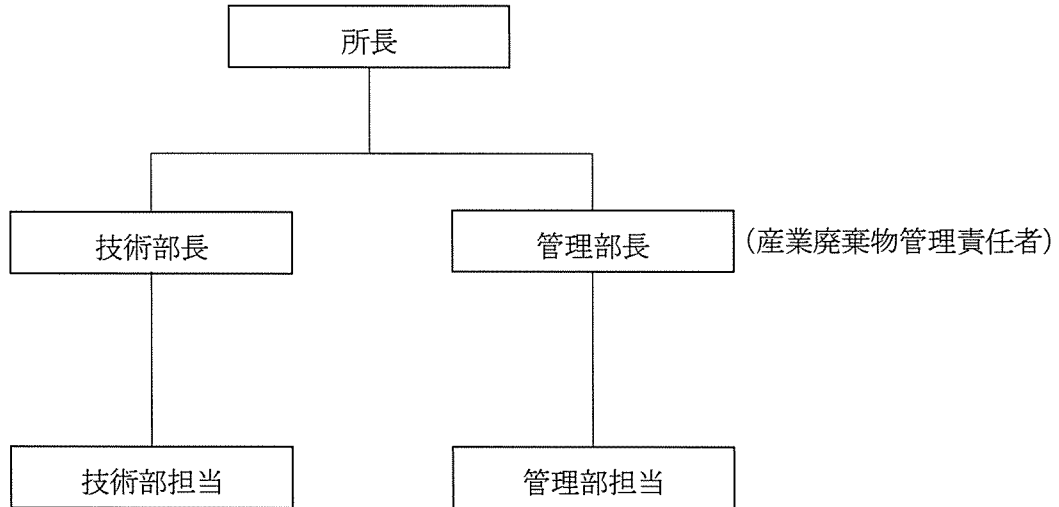 所長
技術部長
管理部長
(産業廃棄物管理責任者)
技術部担当
管理部担当